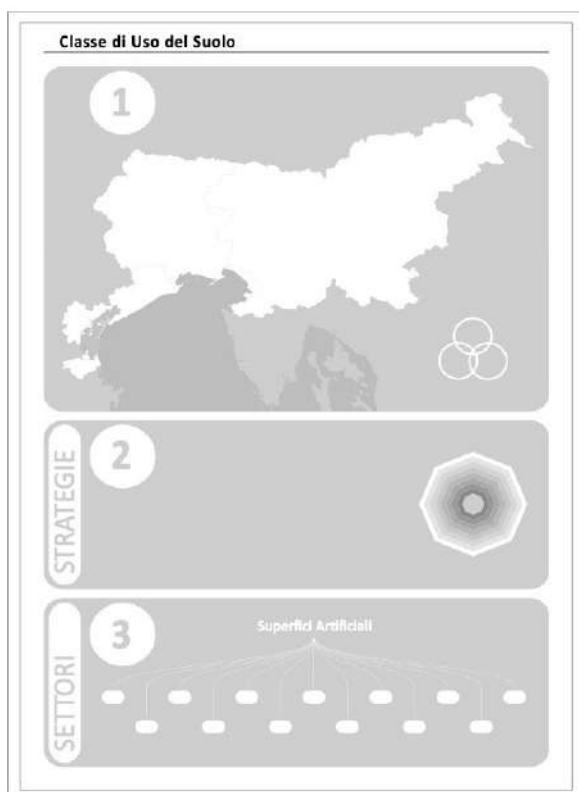 Classe di Uso del Suolo
1
STRATEGIE
2
SETTORI
3
Superfici Artificiali